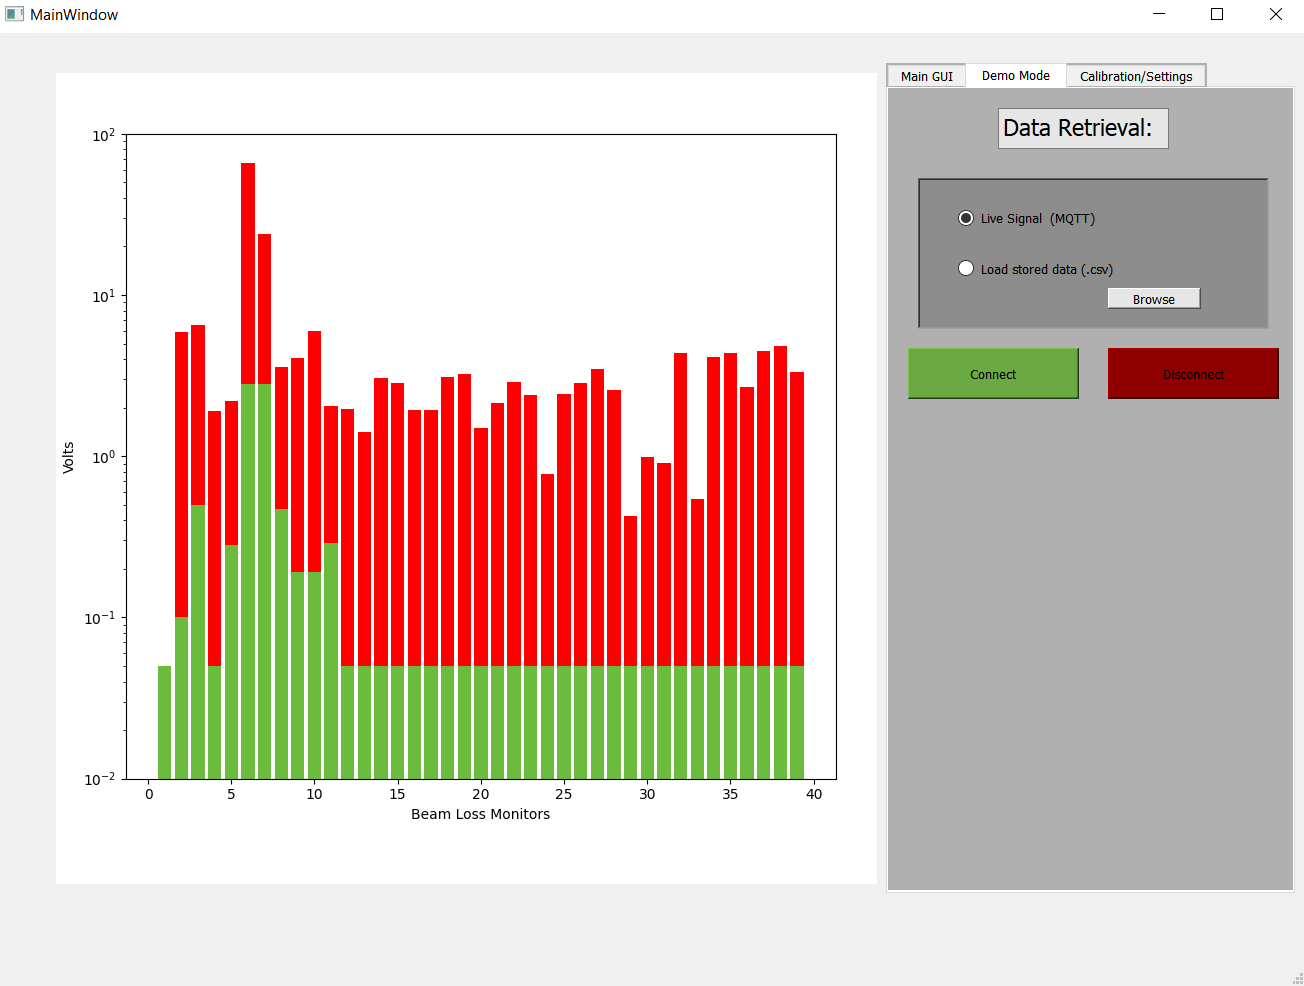 MainWindow
Main GUI
Demo Mode
Calibration/Settings
Data Retrieval:
Live Signal  (MQTT)
Load stored data (.csv)
Browse
Connect
Disconnect
10²
10¹
10⁰
10⁻¹
10⁻²
Volts
0 5 10 15 20 25 30 35 40
Beam Loss Monitors